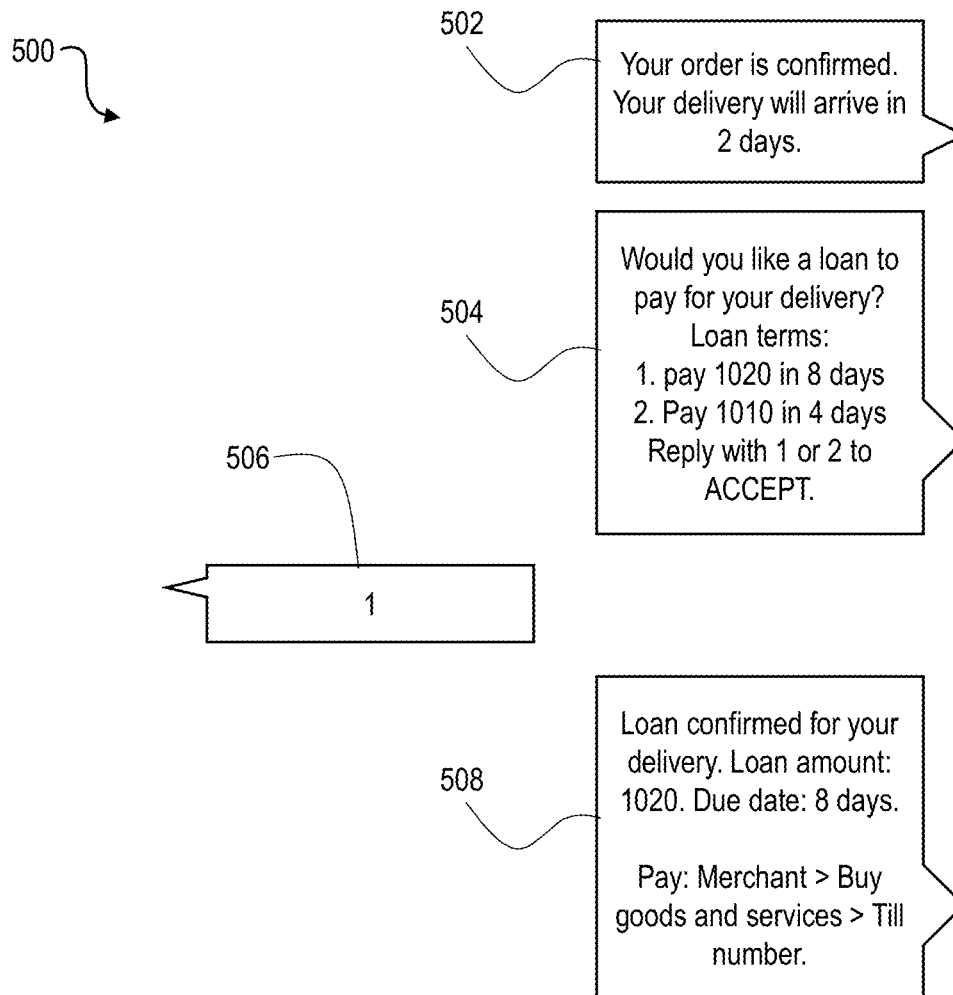 500
502
Your order is confirmed.
Your delivery will arrive in
2 days.
504
Would you like a loan to
pay for your delivery?
Loan terms:
1. pay 1020 in 8 days
2. Pay 1010 in 4 days
Reply with 1 or 2 to
ACCEPT.
506
1
508
Loan confirmed for your
delivery. Loan amount:
1020. Due date: 8 days.
Pay: Merchant > Buy
goods and services > Till
number.